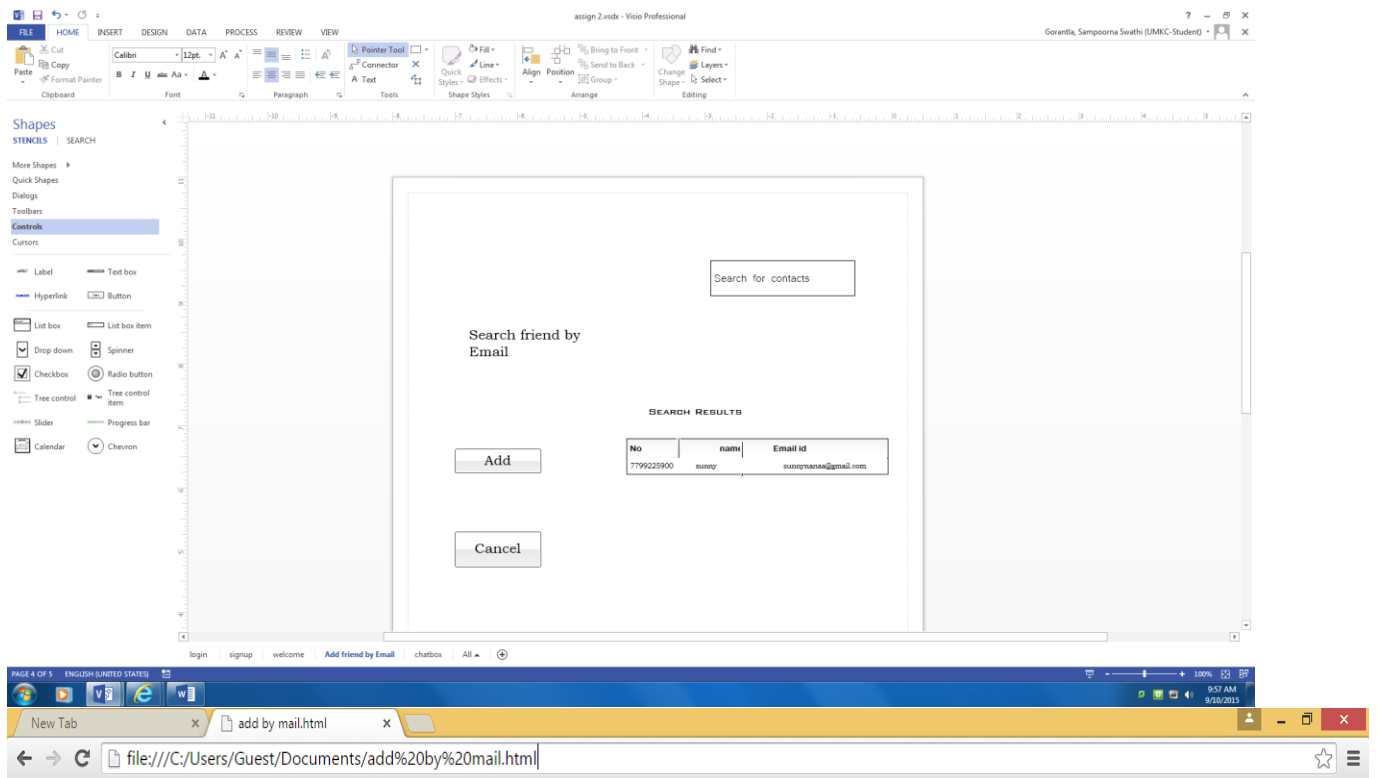 assign 2.vsdx - Visio Professional
FILE HOME INSERT DESIGN DATA PROCESS REVIEW VIEW
Gorantla, Sampoorna Swathi (UMKC-Student)
Paste
Cut
Copy
Format Painter
Clipboard
Calibri 12pt.
B I U abc Aa A
Font
Paragraph
Pointer Tool
Connector
A Text
Tools
Quick Styles
Fill
Line
Effects
Shape Styles
Align
Position
Bring to Front
Send to Back
Group
Arrange
Change Shape
Find
Layers
Select
Editing
Shapes
STENCILS SEARCH
More Shapes
Quick Shapes
Dialogs
Toolbars
Controls
Cursors
Label Text box
Hyperlink Button
List box List box item
Drop down Spinner
Checkbox Radio button
Tree control Tree control item
Slider Progress bar
Calendar Chevron
Search for contacts
Search friend by
Email
Search Results
No name Email id
7799225900 sunny sunnynanaa@gmail.com
Add
Cancel
login signup welcome Add friend by Email chatbox All
PAGE 4 OF 5 ENGLISH (UNITED STATES)
100%
9:57 AM
9/10/2015
New Tab
add by mail.html
file:///C:/Users/Guest/Documents/add%20by%20mail.html